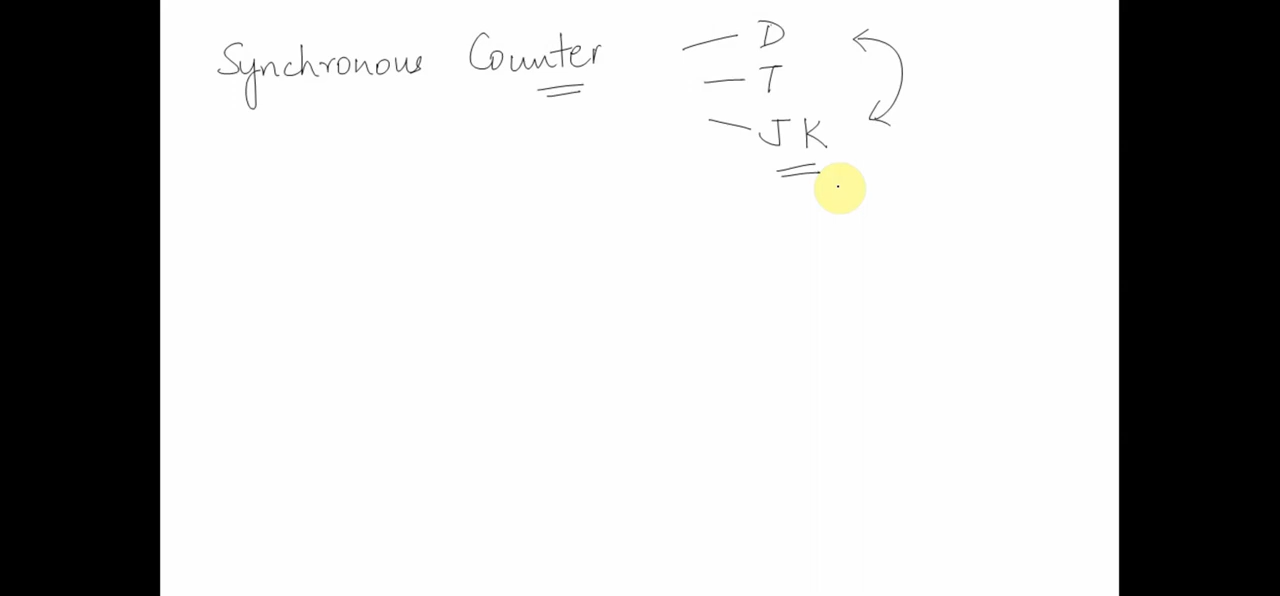 Synchronous Counter — D
— T
— JK